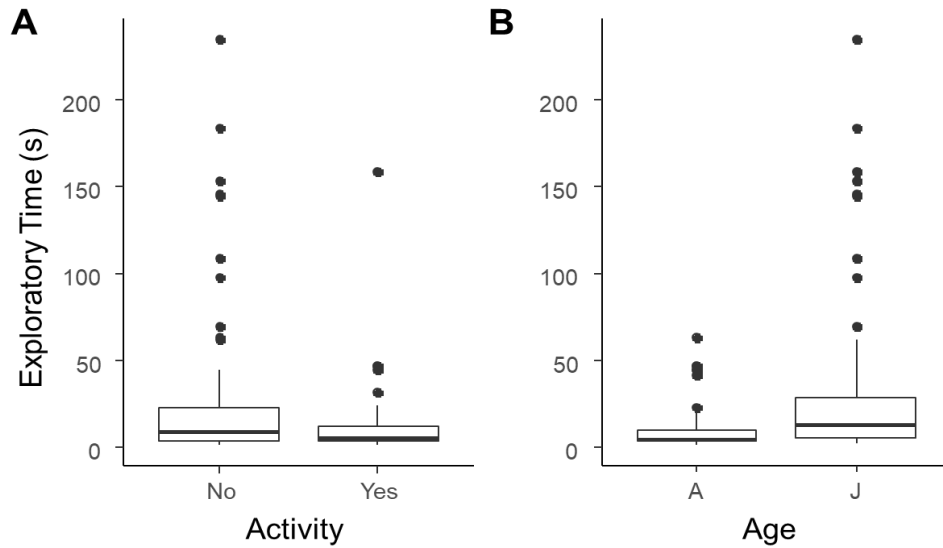 A
B
Exploratory Time (s)
200
150
100
50
0
No
Yes
Activity
200
150
100
50
0
A
J
Age